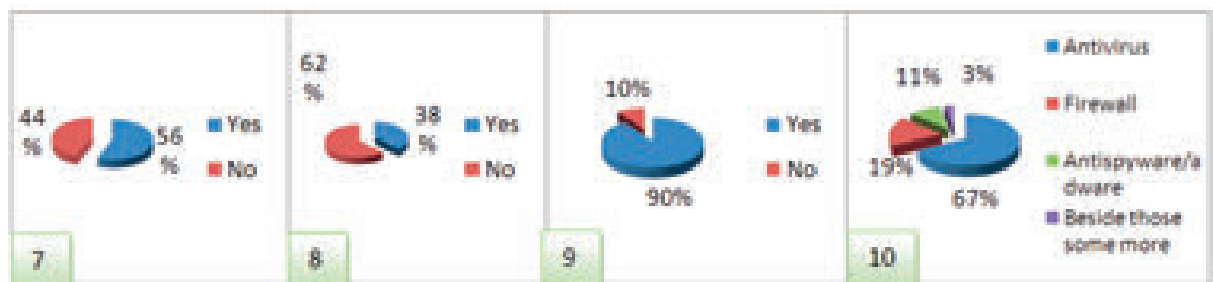 44
%
56
%
Yes
No
7
62
%
38
%
Yes
No
8
10%
90%
Yes
No
9
11%
3%
19%
67%
Antivirus
Firewall
Antispyware/a
dware
Beside those
some more
10